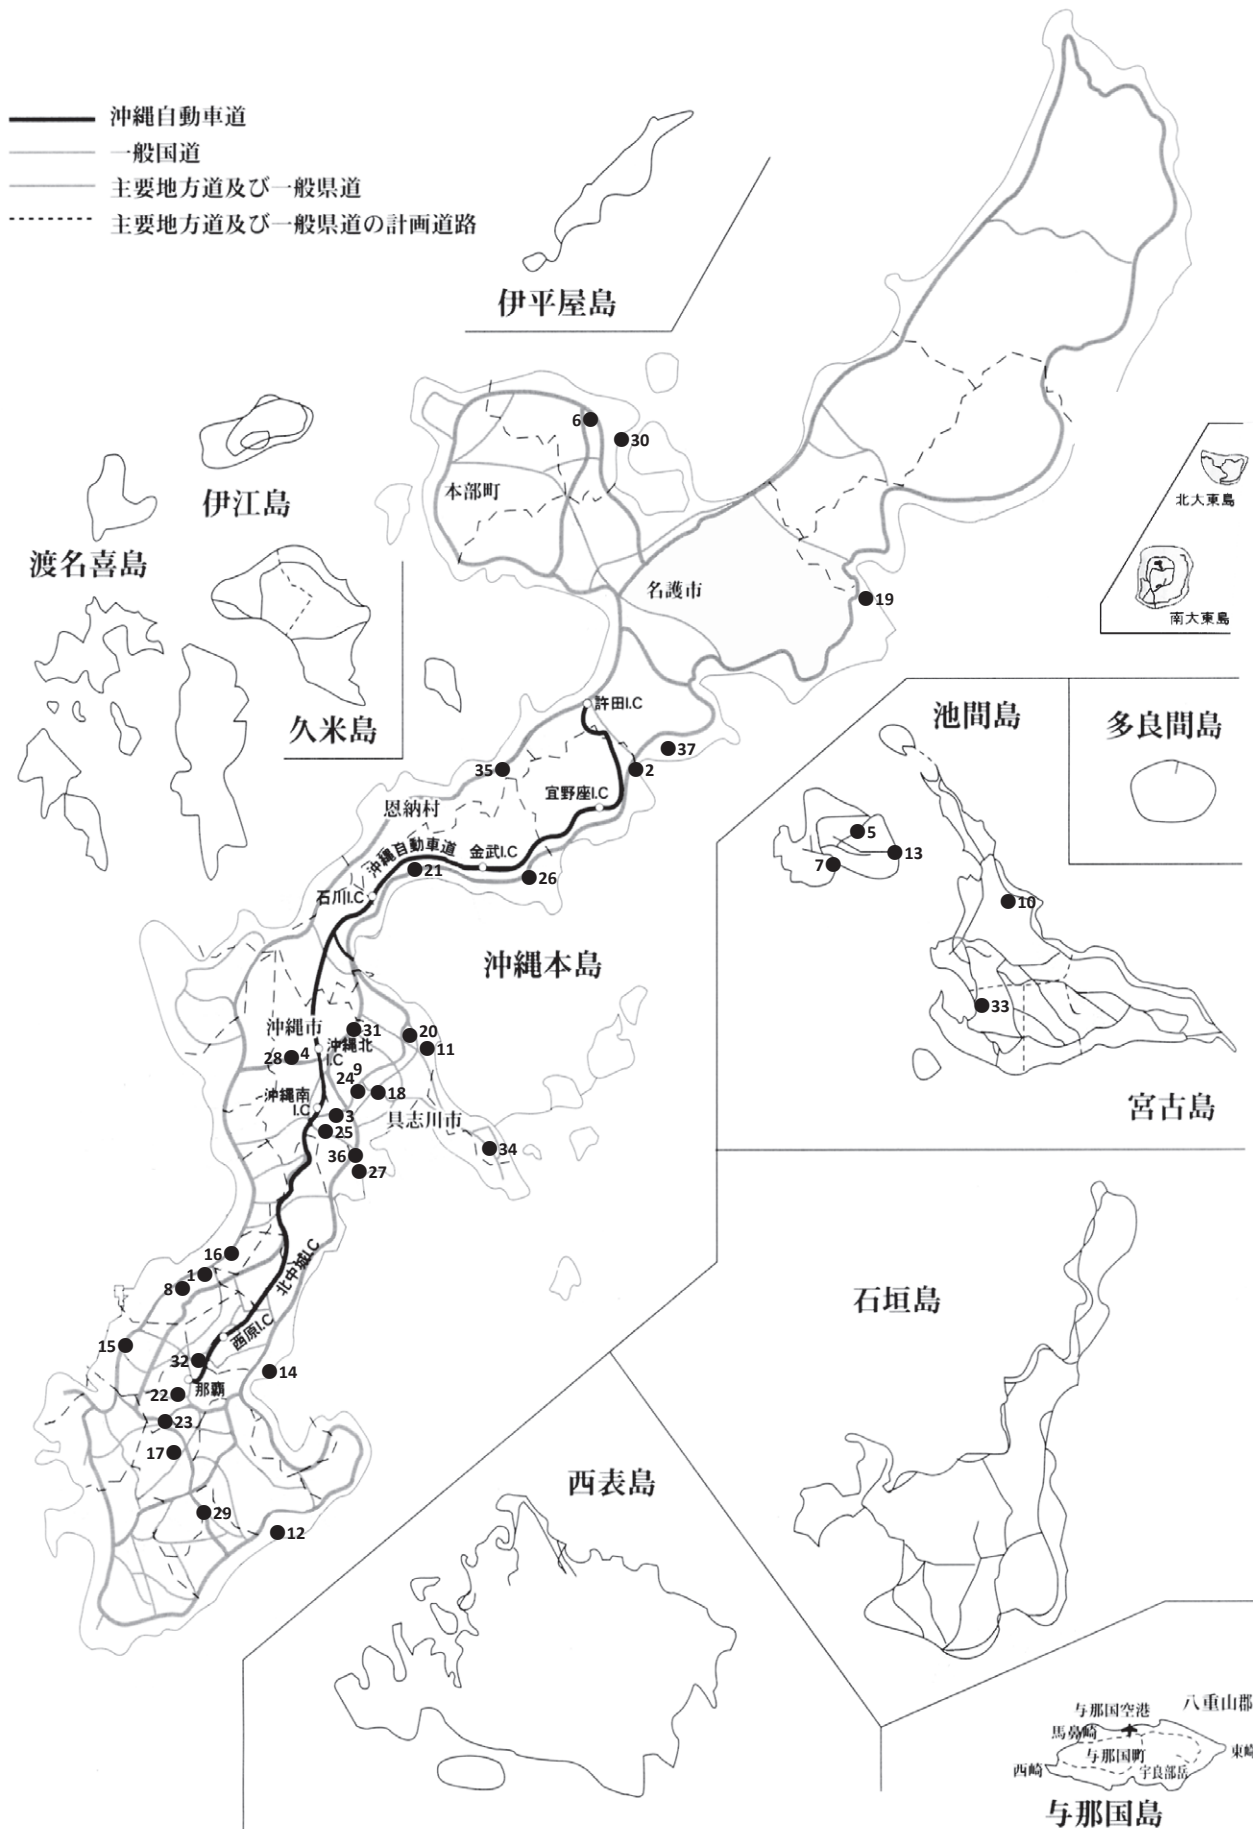 沖縄自動車道
一般国道
主要地方道及び一般県道
主要地方道及び一般県道の計画道路
伊平屋島
6
30
伊江島
本部町
北大東島
渡名喜島
名護市
19
南大東島
久米島
許田I.C
池間島
多良間島
37
35
2
恩納村
宜野座I.C
5
沖縄自動車道
金武I.C
13
7
21
26
石川I.C
10
沖縄本島
33
沖縄市
31
20
沖縄北
I.C
11
28
4
9
24
18
沖縄南
I.C
3
具志川市
宮古島
25
34
36
27
16
北中城I.C
1
8
石垣島
西原I.C
15
32
14
那覇
22
23
17
西表島
29
12
八重山郡
与那国空港
馬鼻崎
東崎
与那国町
西崎
宇良部岳
与那国島